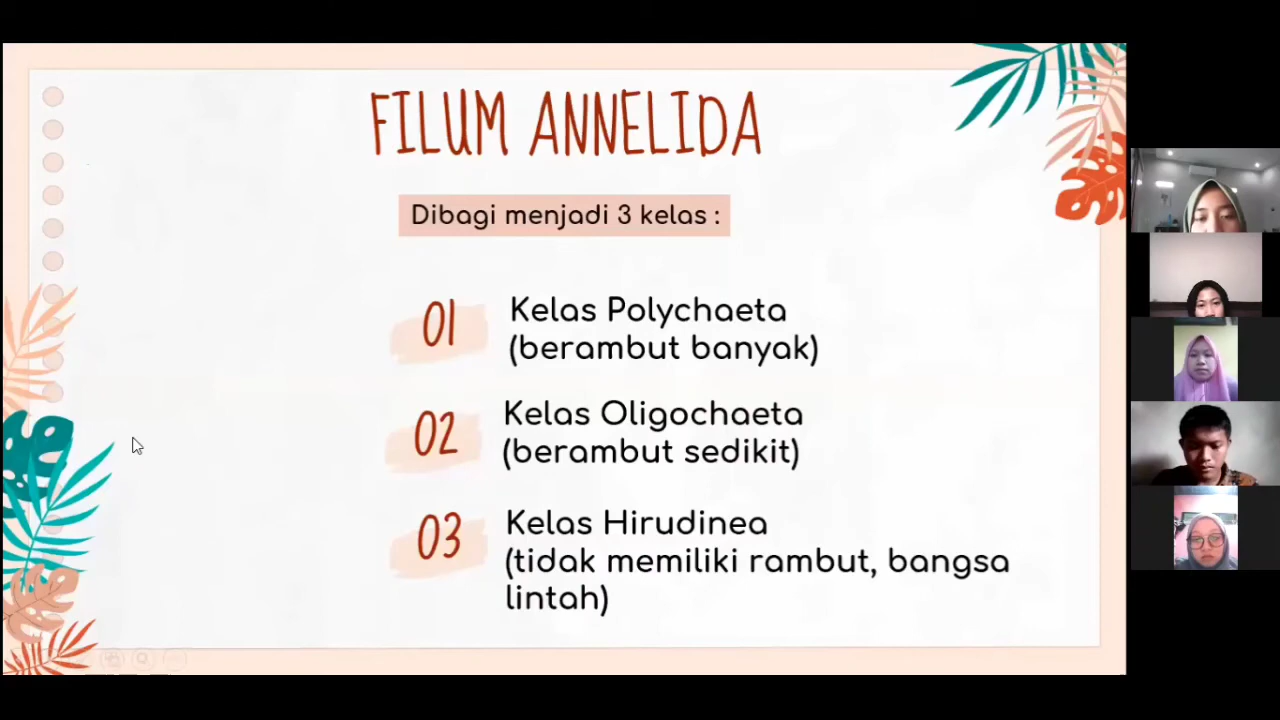 FILUM ANNELIDA
Dibagi menjadi 3 kelas :
01
Kelas Polychaeta
(berambut banyak)
02
Kelas Oligochaeta
(berambut sedikit)
03
Kelas Hirudinea
(tidak memiliki rambut, bangsa
lintah)